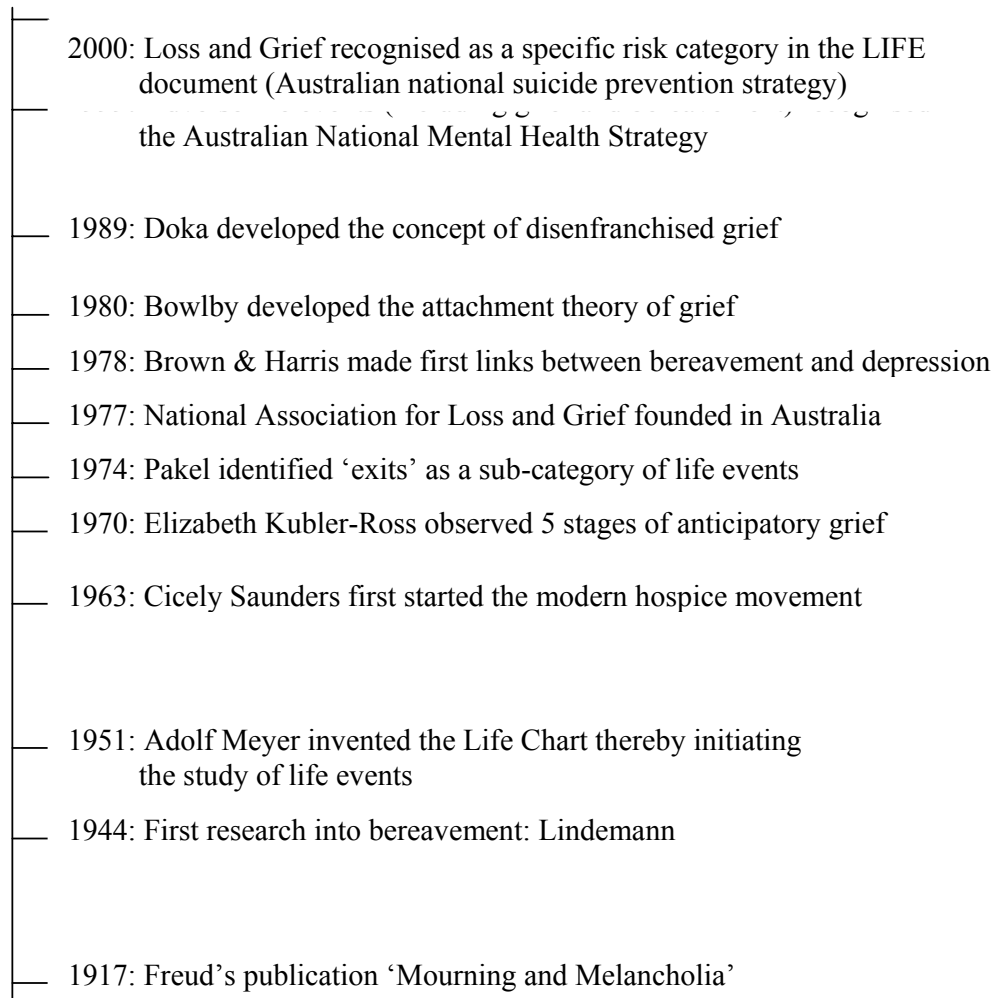 2000: Loss and Grief recognised as a specific risk category in the LIFE
document (Australian national suicide prevention strategy)
the Australian National Mental Health Strategy
1989: Doka developed the concept of disenfranchised grief
1980: Bowlby developed the attachment theory of grief
1978: Brown & Harris made first links between bereavement and depression
1977: National Association for Loss and Grief founded in Australia
1974: Pakel identified ‘exits’ as a sub-category of life events
1970: Elizabeth Kubler-Ross observed 5 stages of anticipatory grief
1963: Cicely Saunders first started the modern hospice movement
1951: Adolf Meyer invented the Life Chart thereby initiating
the study of life events
1944: First research into bereavement: Lindemann
1917: Freud’s publication ‘Mourning and Melancholia’